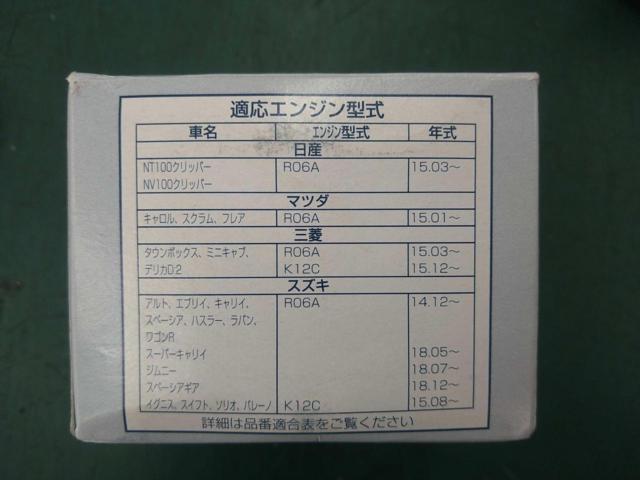 適応エンジン型式
車名 エンジン型式 年式
日産
NT100クリッパー R06A 15.03〜
NV100クリッパー
マツダ
キャロル、スクラム、フレア R06A 15.01〜
三菱
タウンボックス、ミニキャブ、 R06A 15.03〜
デリカD2 K12C 15.12〜
スズキ
アルト、エブリイ、キャリイ、 R06A 14.12〜
スペーシア、ハスラー、ラパン、
ワゴンR
スーパーキャリイ 18.05〜
ジムニー 18.07〜
スペーシアギア 18.12〜
イグニス、スイフト、ソリオ、バレーノ K12C 15.08〜
詳細は品番適合表をご覧ください